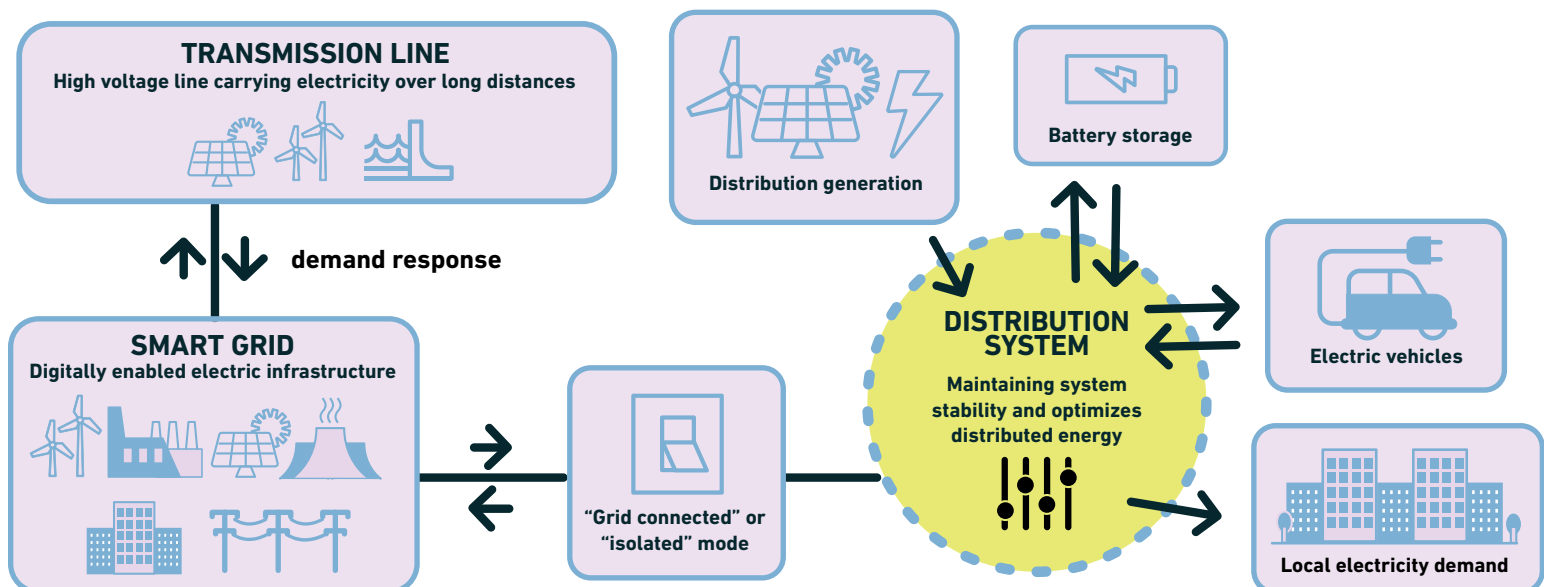 TRANSMISSION LINE
High voltage line carrying electricity over long distances
demand response
SMART GRID
Digitally enabled electric infrastructure
“Grid connected” or
“isolated” mode
Distribution generation
Battery storage
DISTRIBUTION
SYSTEM
Maintaining system
stability and optimizes
distributed energy
Electric vehicles
Local electricity demand